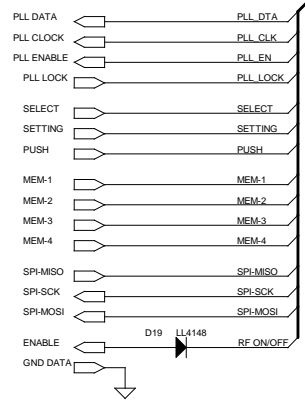 PLL DATA PLL_DTA
PLL CLOCK PLL_CLK
PLL ENABLE PLL_EN
PLL LOCK PLL_LOCK
SELECT SELECT
SETTING SETTING
PUSH PUSH
MEM-1 MEM-1
MEM-2 MEM-2
MEM-3 MEM-3
MEM-4 MEM-4
SPI-MISO SPI-MISO
SPI-SCK SPI-SCK
SPI-MOSI SPI-MOSI
D19 LL4148
ENABLE RF ON/OFF
GND DATA